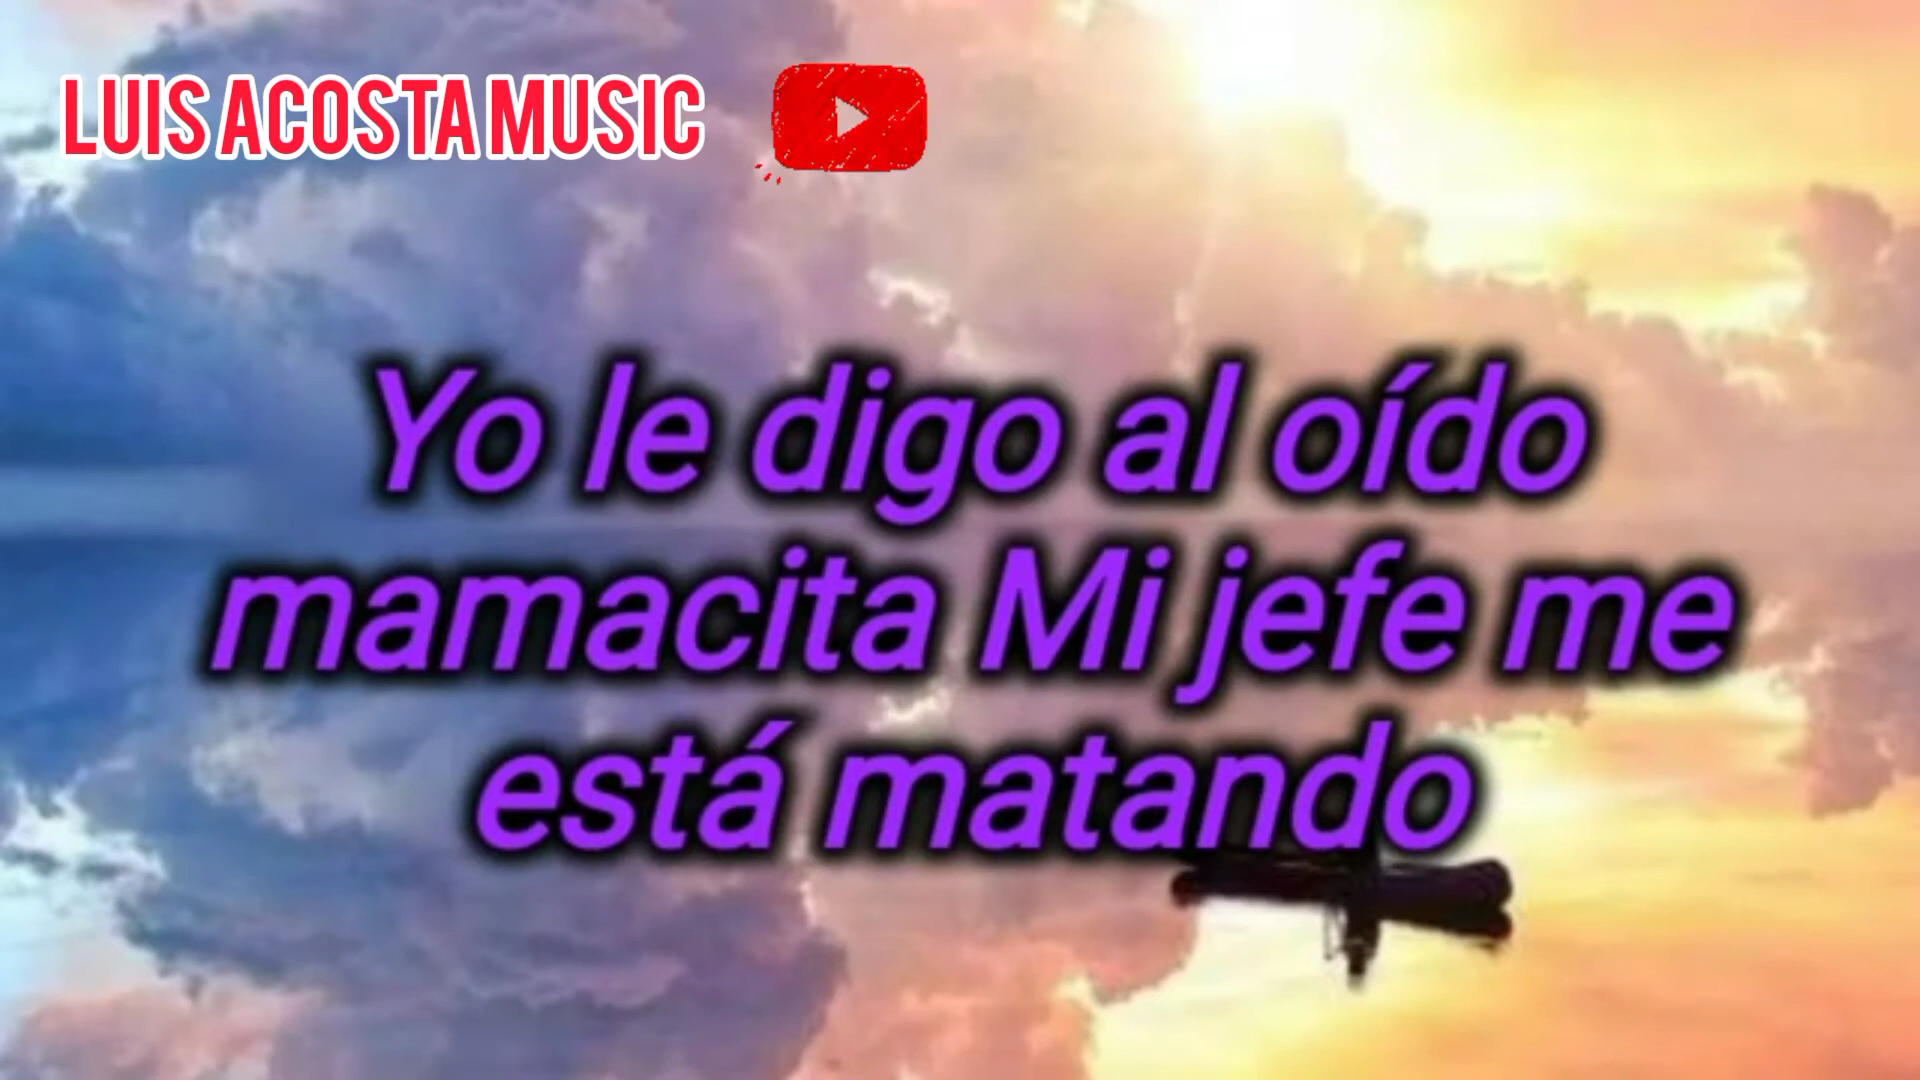 LUIS ACOSTA MUSIC
Yo le digo al oído
mamacita Mi jefe me
está matando